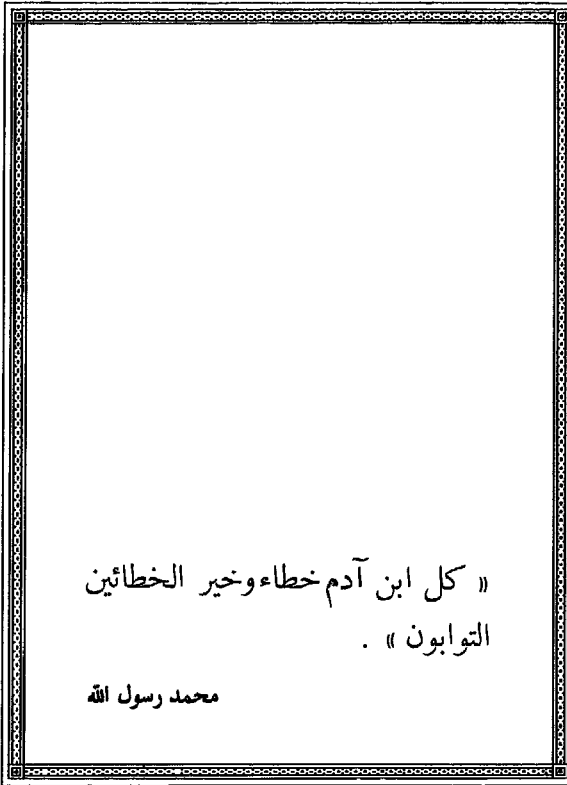 « كل ابن آدم خطاء وخير الخطائين
التوابون » .
محمد رسول الله